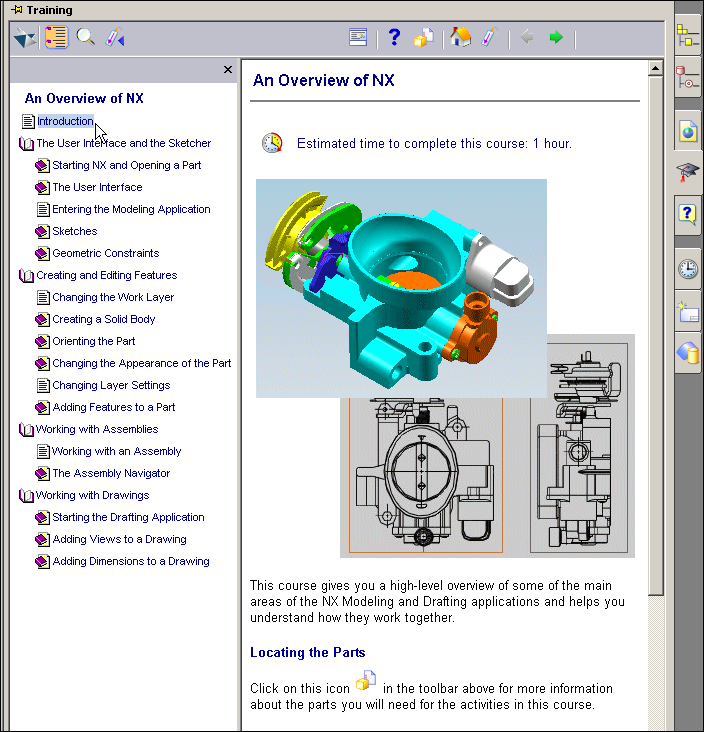 Training
An Overview of NX
Introduction
The User Interface and the Sketcher
Starting NX and Opening a Part
The User Interface
Entering the Modeling Application
Sketches
Geometric Constraints
Creating and Editing Features
Changing the Work Layer
Creating a Solid Body
Orienting the Part
Changing the Appearance of the Part
Changing Layer Settings
Adding Features to a Part
Working with Assemblies
Working with an Assembly
The Assembly Navigator
Working with Drawings
Starting the Drafting Application
Adding Views to a Drawing
Adding Dimensions to a Drawing
An Overview of NX
Estimated time to complete this course: 1 hour.
This course gives you a high-level overview of some of the main
areas of the NX Modeling and Drafting applications and helps you
understand how they work together.
Locating the Parts
Click on this icon in the toolbar above for more information
about the parts you will need for the activities in this course.